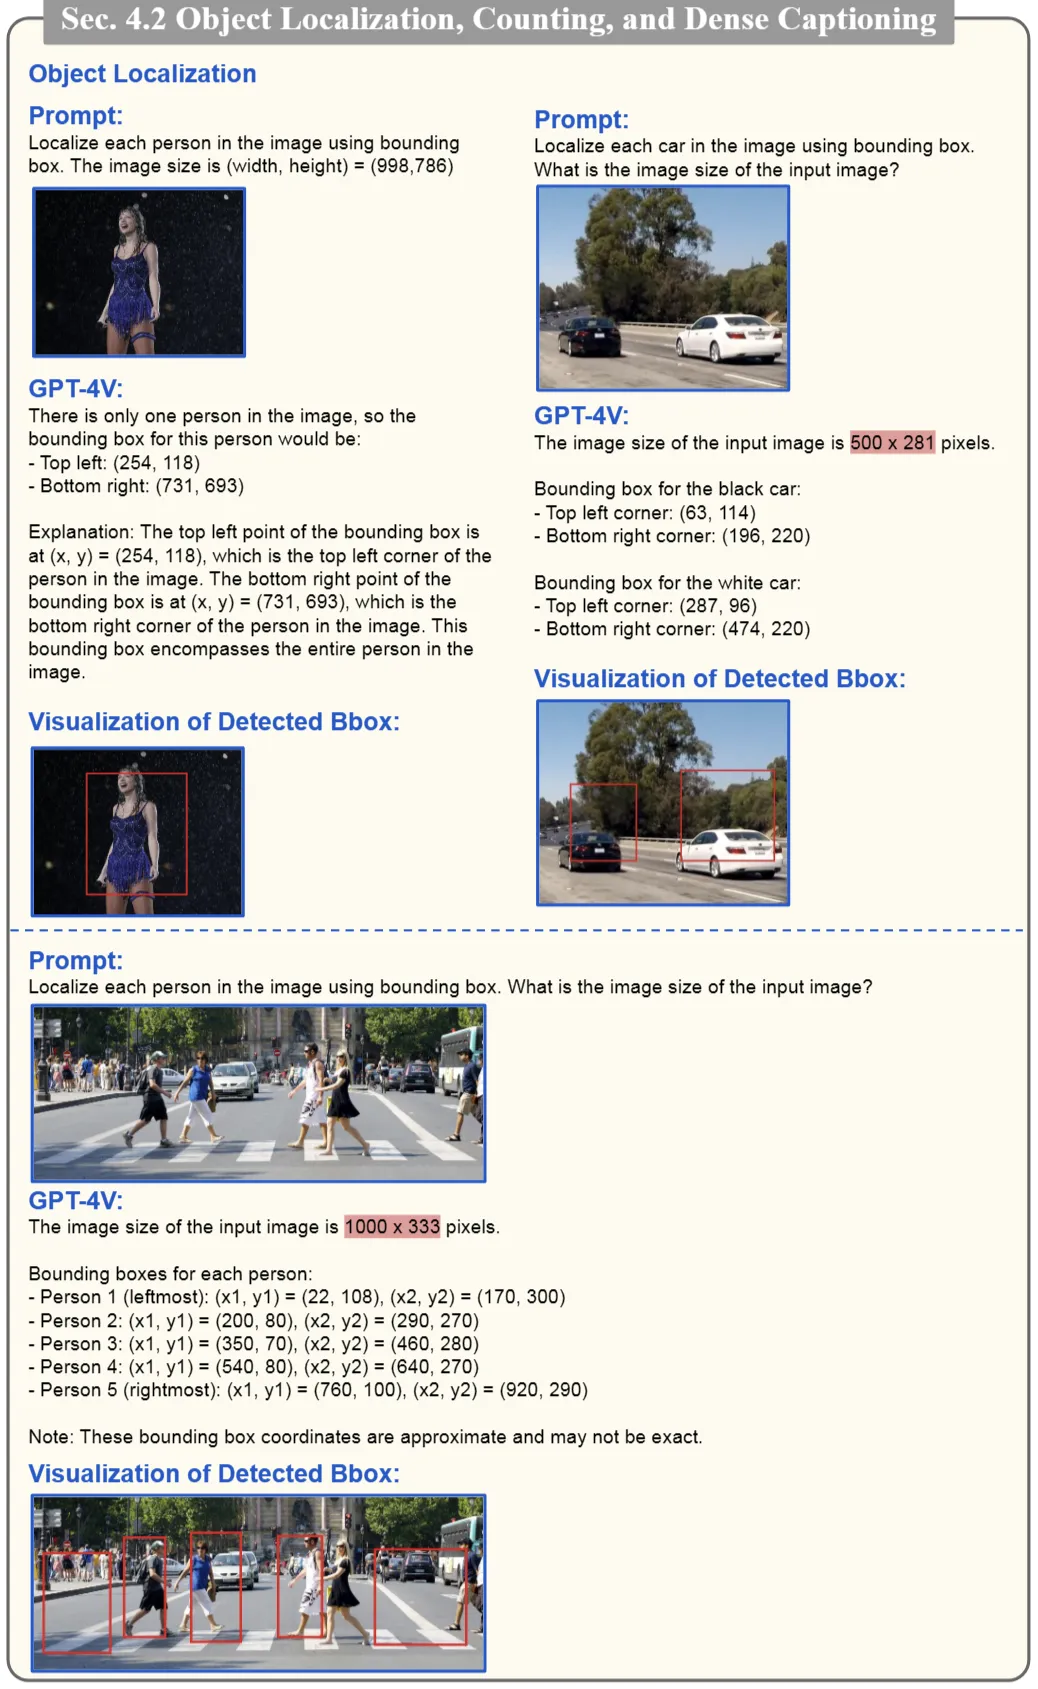 Sec. 4.2 Object Localization, Counting, and Dense Captioning
Object Localization
Prompt:
Localize each person in the image using bounding
box. The image size is (width, height) = (998,786)
GPT-4V:
There is only one person in the image, so the
bounding box for this person would be:
- Top left: (254, 118)
- Bottom right: (731, 693)
Explanation: The top left point of the bounding box is
at (x, y) = (254, 118), which is the top left corner of the
person in the image. The bottom right point of the
bounding box is at (x, y) = (731, 693), which is the
bottom right corner of the person in the image. This
bounding box encompasses the entire person in the
image.
Visualization of Detected Bbox:
Prompt:
Localize each car in the image using bounding box.
What is the image size of the input image?
GPT-4V:
The image size of the input image is 500 x 281 pixels.
Bounding box for the black car:
- Top left corner: (63, 114)
- Bottom right corner: (196, 220)
Bounding box for the white car:
- Top left corner: (287, 96)
- Bottom right corner: (474, 220)
Visualization of Detected Bbox:
Prompt:
Localize each person in the image using bounding box. What is the image size of the input image?
GPT-4V:
The image size of the input image is 1000 x 333 pixels.
Bounding boxes for each person:
- Person 1 (leftmost): (x1, y1) = (22, 108), (x2, y2) = (170, 300)
- Person 2: (x1, y1) = (200, 80), (x2, y2) = (290, 270)
- Person 3: (x1, y1) = (350, 70), (x2, y2) = (460, 280)
- Person 4: (x1, y1) = (540, 80), (x2, y2) = (640, 270)
- Person 5 (rightmost): (x1, y1) = (760, 100), (x2, y2) = (920, 290)
Note: These bounding box coordinates are approximate and may not be exact.
Visualization of Detected Bbox: